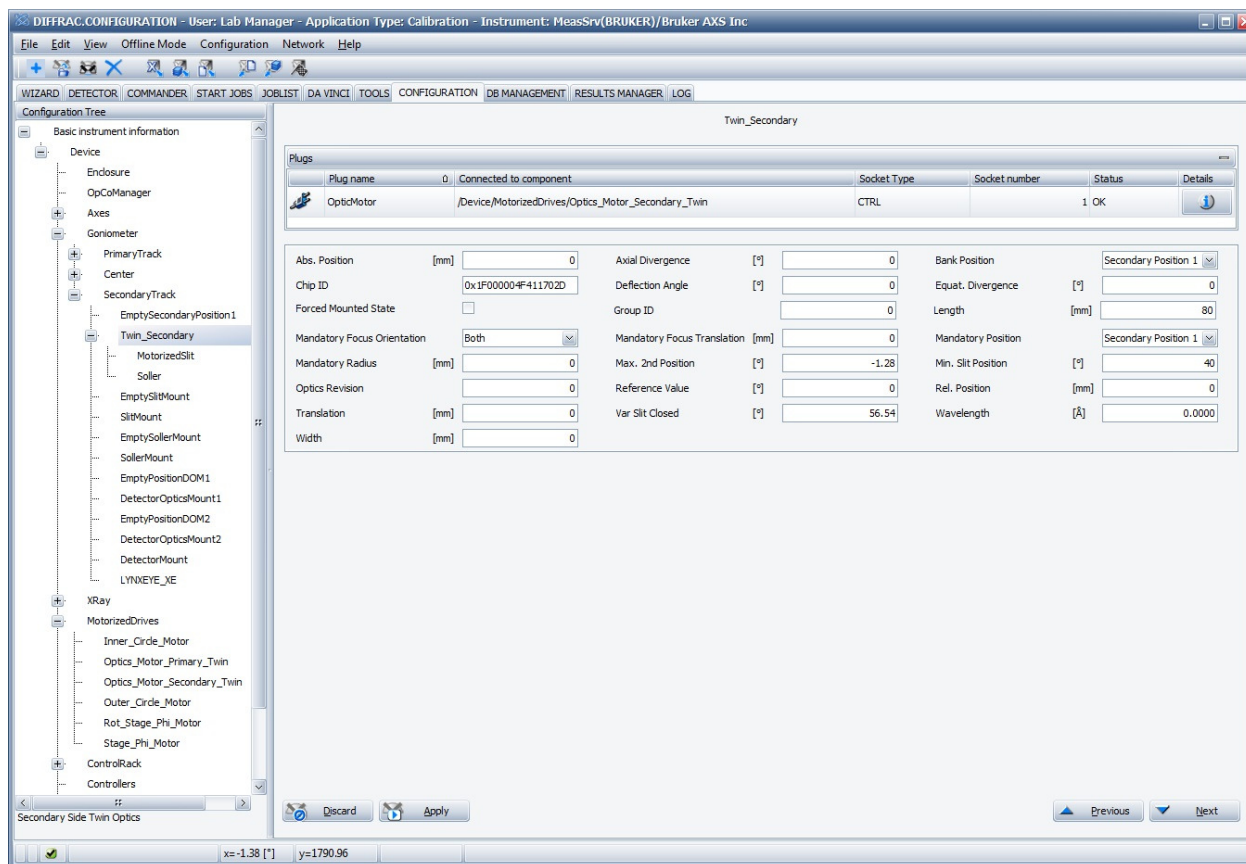 DIFFRAC.CONFIGURATION - User: Lab Manager - Application Type: Calibration - Instrument: MeasSrv(BRUKER)/Bruker AXS Inc
File Edit View Offline Mode Configuration Network Help
WIZARD DETECTOR COMMANDER START JOBS JOBLIST DA VINCI TOOLS CONFIGURATION DB MANAGEMENT RESULTS MANAGER LOG
Configuration Tree
Basic instrument information
Device
Enclosure
OpCoManager
Axes
Goniometer
PrimaryTrack
Center
SecondaryTrack
EmptySecondaryPosition1
Twin_Secondary
MotorizedSlit
Soller
EmptySlitMount
SlitMount
EmptySollerMount
SollerMount
EmptyPositionDOM1
DetectorOpticsMount1
EmptyPositionDOM2
DetectorOpticsMount2
DetectorMount
LYNXEYE_XE
XRay
MotorizedDrives
Inner_Circle_Motor
Optics_Motor_Primary_Twin
Optics_Motor_Secondary_Twin
Outer_Circle_Motor
Rot_Stage_Phi_Motor
Stage_Phi_Motor
ControlRack
Controllers
Secondary Side Twin Optics
Twin_Secondary
Plugs
Plug name Connected to component Socket Type Socket number Status Details
OpticMotor /Device/MotorizedDrives/Optics_Motor_Secondary_Twin CTRL 1 OK
Abs. Position [mm] 0 Axial Divergence [°] 0 Bank Position Secondary Position 1
Chip ID 0x1F000004F411702D Deflection Angle [°] 0 Equat. Divergence [°] 0
Forced Mounted State Group ID 0 Length [mm] 80
Mandatory Focus Orientation Both Mandatory Focus Translation [mm] 0 Mandatory Position Secondary Position 1
Mandatory Radius [mm] 0 Max. 2nd Position [°] -1.28 Min. Slit Position [°] 40
Optics Revision 0 Reference Value [°] 0 Rel. Position [mm] 0
Translation [mm] 0 Var Slit Closed [°] 56.54 Wavelength [Å] 0.0000
Width [mm] 0
Discard Apply Previous Next
x=-1.38 [°] y=1790.96